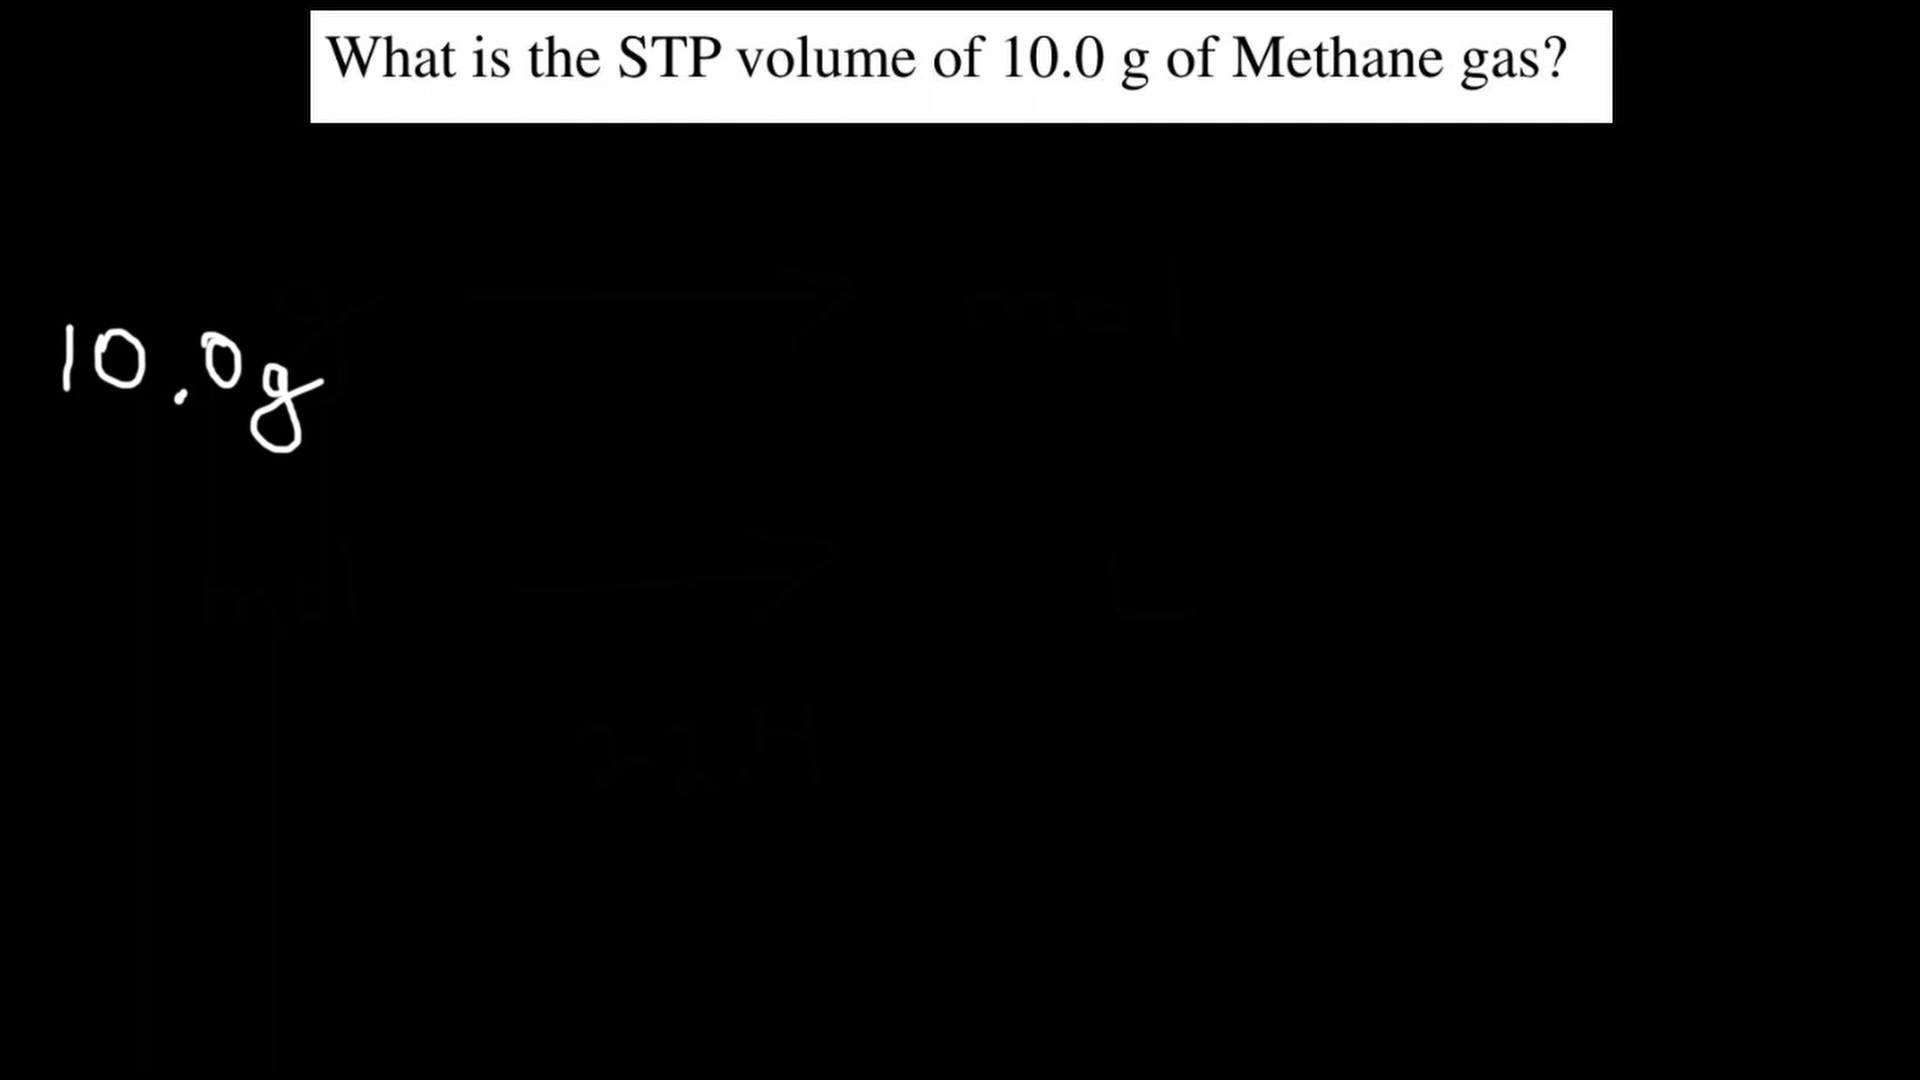 What is the STP volume of 10.0 g of Methane gas?
10.0g